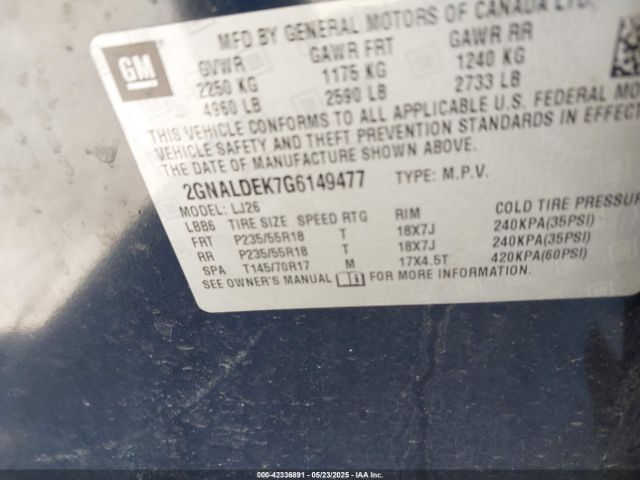 GM
MFD BY GENERAL MOTORS OF CANADA LTD.
GVWR GAWR FRT GAWR RR
2250 KG 1175 KG 1240 KG
4960 LB 2590 LB 2733 LB
THIS VEHICLE CONFORMS TO ALL APPLICABLE U.S. FEDERAL MO
VEHICLE SAFETY AND THEFT PREVENTION STANDARDS IN EFFECT
THE DATE OF MANUFACTURE SHOWN ABOVE.
2GNALDEK7G6149477 TYPE: M.P.V.
MODEL: LJ26
LBB6 TIRE SIZE SPEED RTG RIM COLD TIRE PRESSUR
FRT P235/55R18 T 18X7J 240KPA(35PSI)
RR P235/55R18 T 18X7J 240KPA(35PSI)
SPA T145/70R17 M 17X4.5T 420KPA(60PSI)
SEE OWNER'S MANUAL FOR MORE INFORMATION.
000-42336891 - 05/23/2025 - IAA Inc.